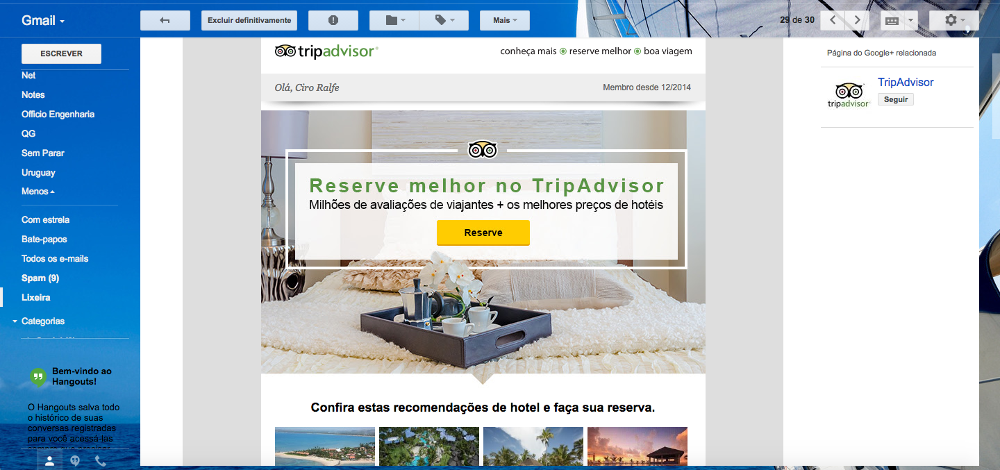 Gmail
Excluir definitivamente
Mais
29 de 30
ESCREVER
Net
Notes
Officio Engenharia
QG
Sem Parar
Uruguay
Menos
Com estrela
Bate-papos
Todos os e-mails
Spam (9)
Lixeira
Categorias
Bem-vindo ao
Hangouts!
O Hangouts salva todo
o histórico de suas
conversas registradas
para você acessá-las
tripadvisor®
conheça mais reserve melhor boa viagem
Olá, Ciro Ralfe
Membro desde 12/2014
Reserve melhor no TripAdvisor
Milhões de avaliações de viajantes + os melhores preços de hotéis
Reserve
Confira estas recomendações de hotel e faça sua reserva.
Página do Google+ relacionada
tripadvisor
TripAdvisor
Seguir